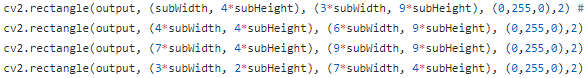 cv2.rectangle(output, (subWidth, 4*subHeight), (3*subWidth, 9*subHeight), (0,255,0),2) #
cv2.rectangle(output, (4*subWidth, 4*subHeight), (6*subWidth, 9*subHeight), (0,255,0),2)
cv2.rectangle(output, (7*subWidth, 4*subHeight), (9*subWidth, 9*subHeight), (0,255,0),2)
cv2.rectangle(output, (3*subWidth, 2*subHeight), (7*subWidth, 4*subHeight), (0,255,0),2)